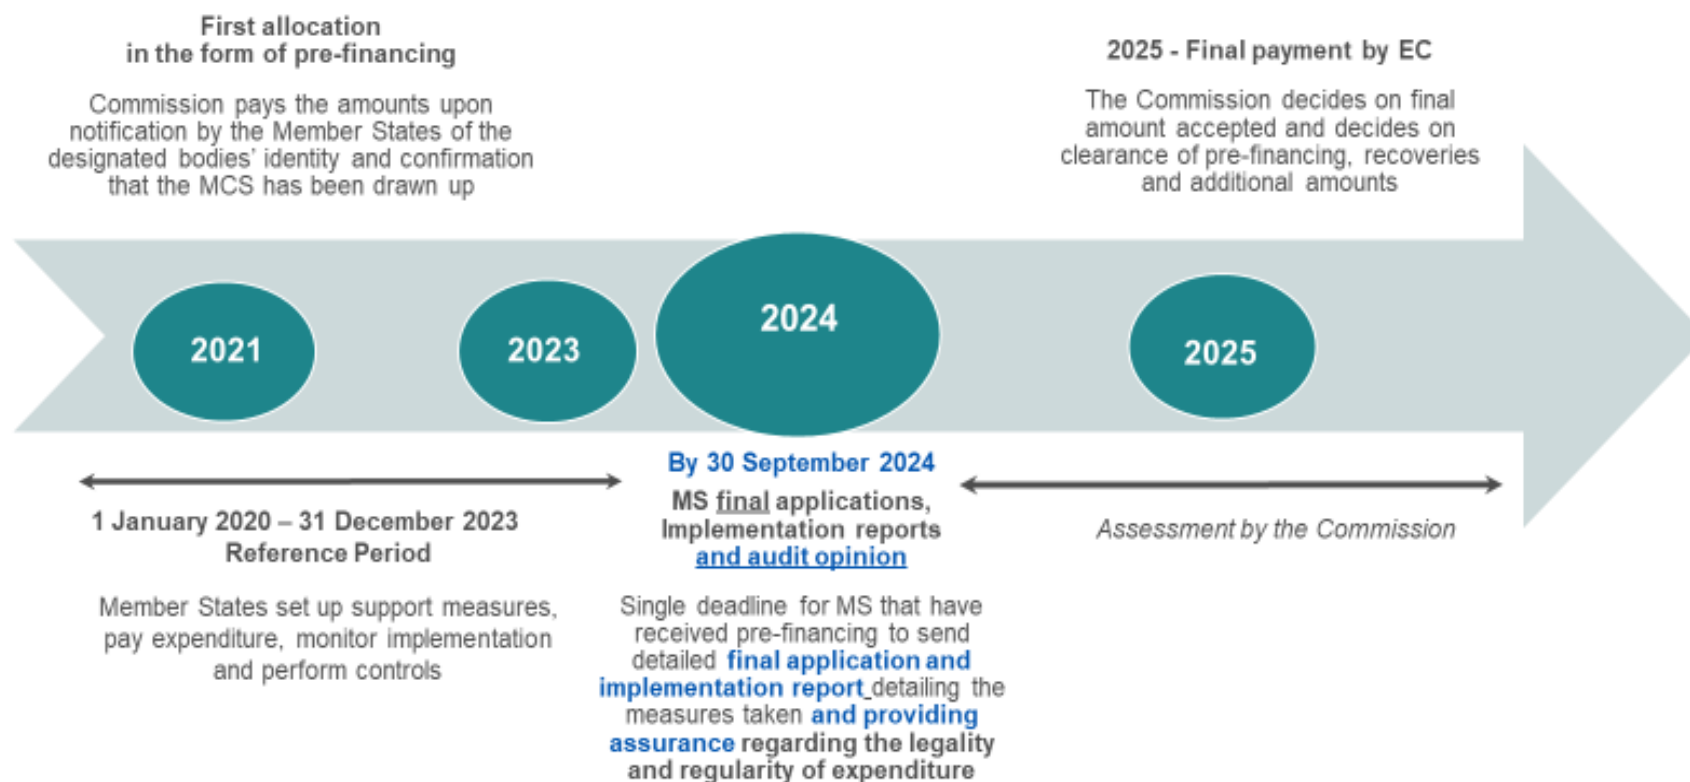 First allocation
in the form of pre-financing
Commission pays the amounts upon
notification by the Member States of the
designated bodies’ identity and confirmation
that the MCS has been drawn up
2025 - Final payment by EC
The Commission decides on final
amount accepted and decides on
clearance of pre-financing, recoveries
and additional amounts
2021
2023
2024
2025
1 January 2020 – 31 December 2023
Reference Period
Member States set up support measures,
pay expenditure, monitor implementation
and perform controls
By 30 September 2024
MS final applications,
Implementation reports
and audit opinion
Single deadline for MS that have
received pre-financing to send
detailed final application and
implementation report detailing the
measures taken and providing
assurance regarding the legality
and regularity of expenditure
Assessment by the Commission